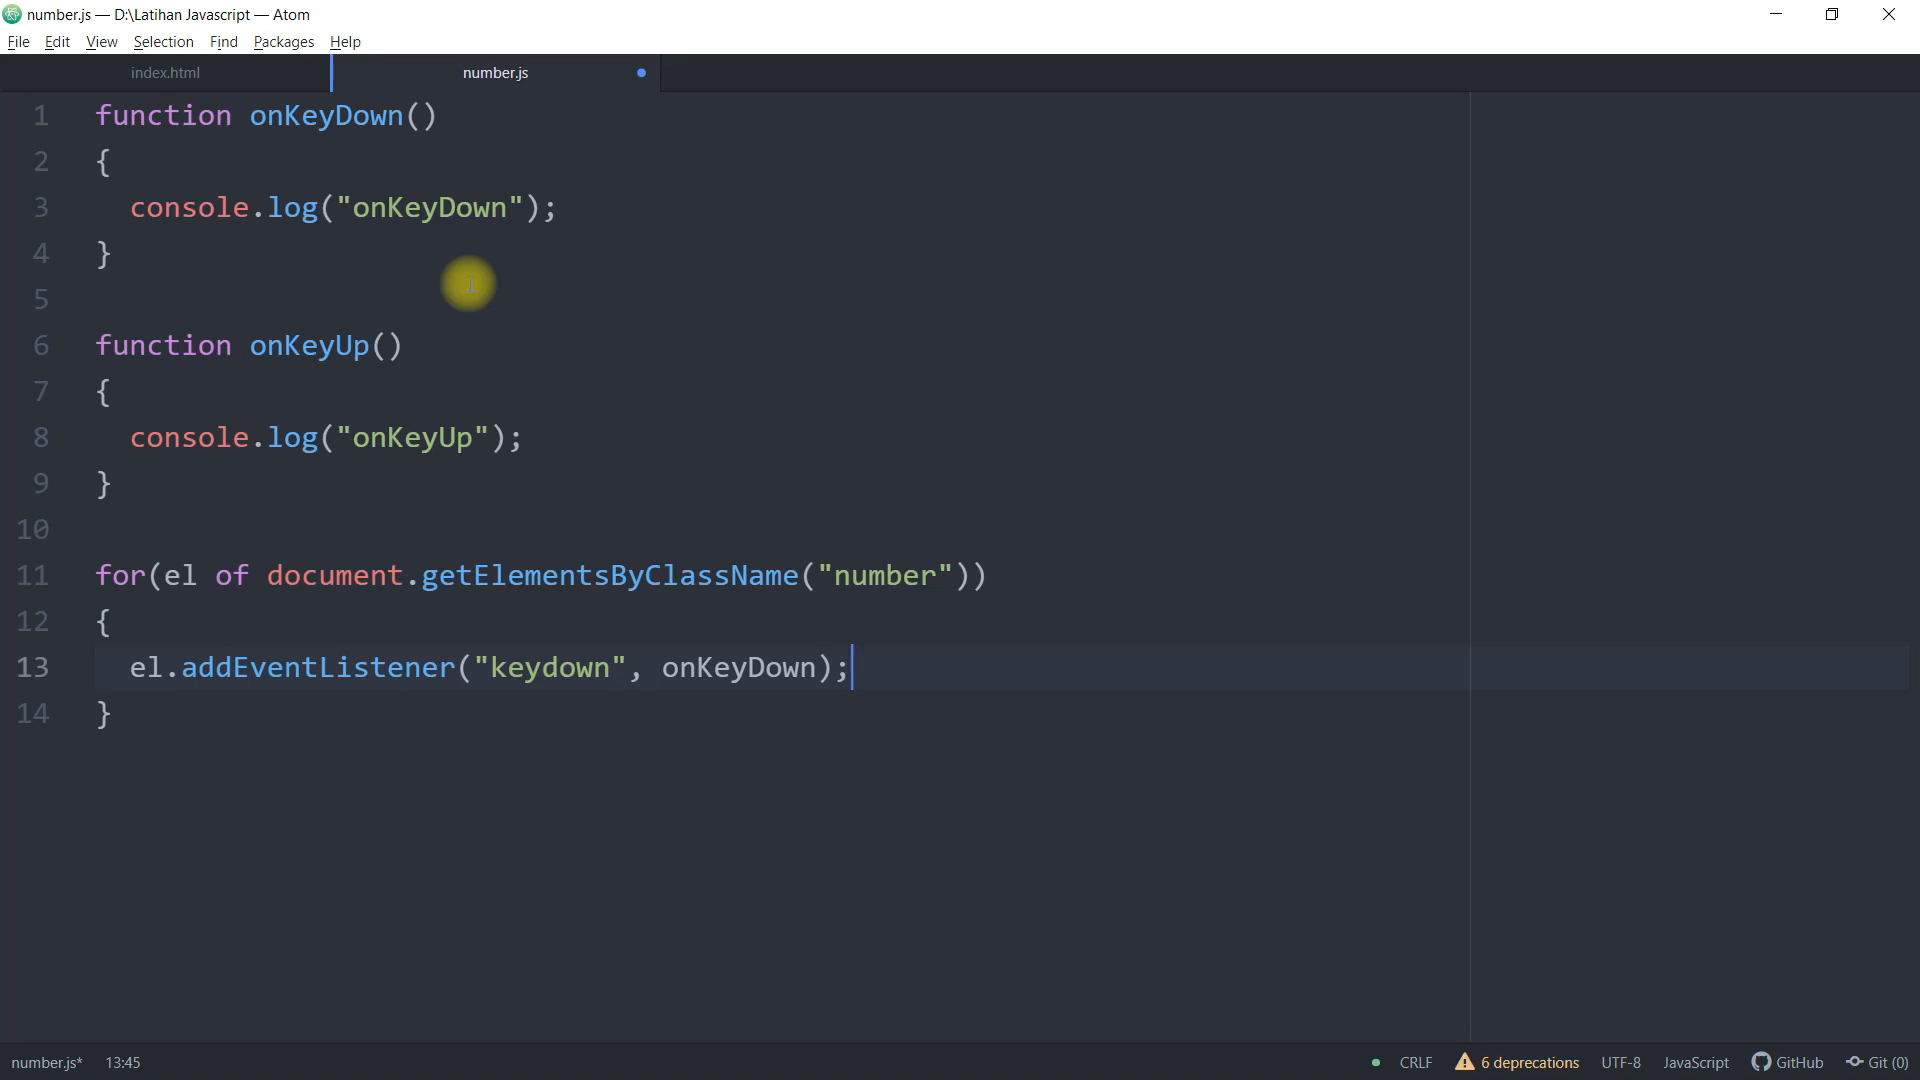 number.js — D:\Latihan Javascript — Atom
File Edit View Selection Find Packages Help
index.html number.js
1 function onKeyDown()
2 {
3   console.log("onKeyDown");
4 }
5
6 function onKeyUp()
7 {
8   console.log("onKeyUp");
9 }
10
11 for(el of document.getElementsByClassName("number"))
12 {
13   el.addEventListener("keydown", onKeyDown);
14 }
number.js* 13:45 CRLF 6 deprecations UTF-8 JavaScript GitHub Git (0)